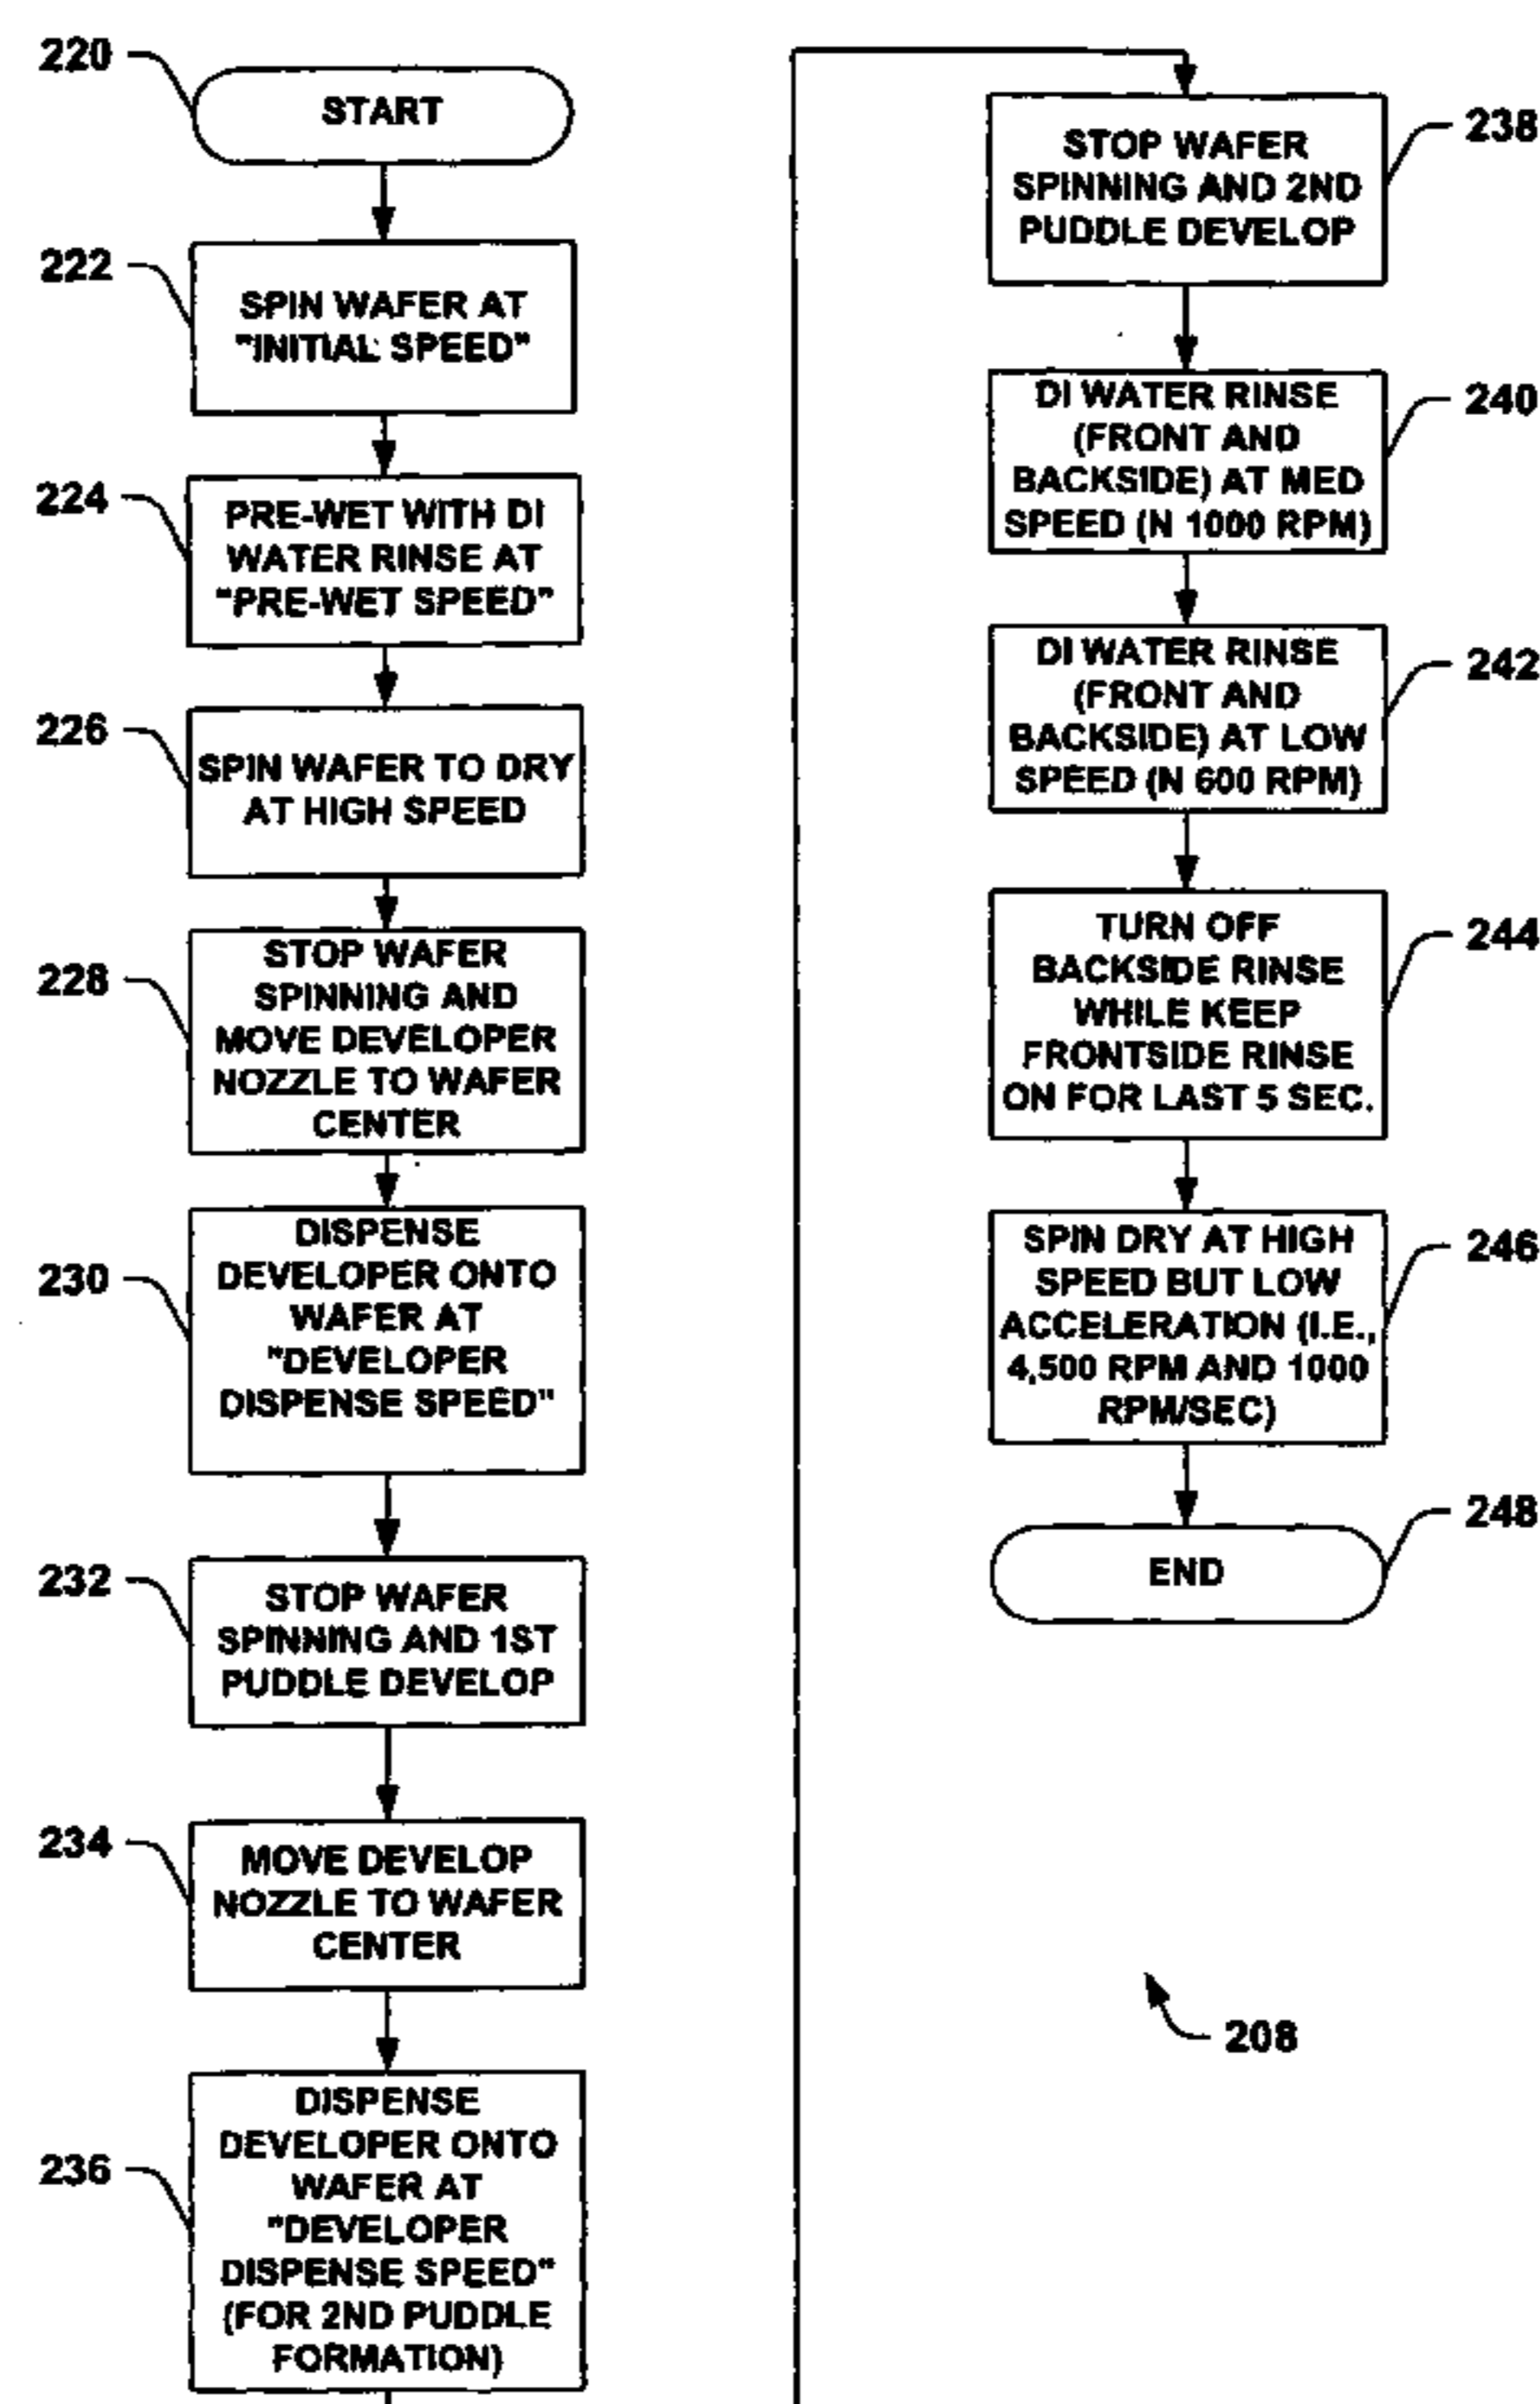 220
START
222
SPIN WAFER AT
"INITIAL SPEED"
224
PRE-WET WITH DI
WATER RINSE AT
"PRE-WET SPEED"
226
SPIN WAFER TO DRY
AT HIGH SPEED
228
STOP WAFER
SPINNING AND
MOVE DEVELOPER
NOZZLE TO WAFER
CENTER
230
DISPENSE
DEVELOPER ONTO
WAFER AT
"DEVELOPER
DISPENSE SPEED"
232
STOP WAFER
SPINNING AND 1ST
PUDDLE DEVELOP
234
MOVE DEVELOP
NOZZLE TO WAFER
CENTER
236
DISPENSE
DEVELOPER ONTO
WAFER AT
"DEVELOPER
DISPENSE SPEED"
(FOR 2ND PUDDLE
FORMATION)
238
STOP WAFER
SPINNING AND 2ND
PUDDLE DEVELOP
240
DI WATER RINSE
(FRONT AND
BACKSIDE) AT MED
SPEED (N 1000 RPM)
242
DI WATER RINSE
(FRONT AND
BACKSIDE) AT LOW
SPEED (N 600 RPM)
244
TURN OFF
BACKSIDE RINSE
WHILE KEEP
FRONTSIDE RINSE
ON FOR LAST 5 SEC.
246
SPIN DRY AT HIGH
SPEED BUT LOW
ACCELERATION (I.E.,
4,500 RPM AND 1000
RPM/SEC)
248
END
208